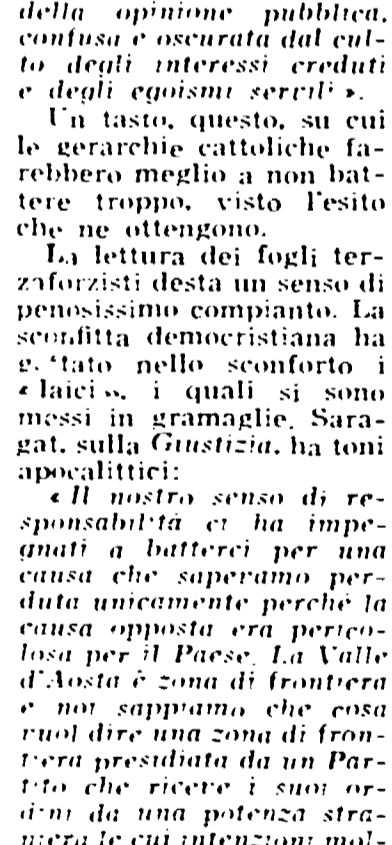 della opinione pubblica,
confusa e oscurata dal cul-
to degli interessi creduti
e degli egoismi servili ».
Un tasto, questo, su cui
le gerarchie cattoliche fa-
rebbero meglio a non bat-
tere troppo, visto l'esito
che ne ottengono.
La lettura dei fogli ter-
zaforzisti desta un senso di
penosissimo compianto. La
sconfitta democristiana ha
gettato nello sconforto i
« laici », i quali si sono
messi in gramaglie. Sara-
gat, sulla Giustizia, ha toni
apocalittici:
« Il nostro senso di re-
sponsabilità ci ha impe-
gnati a batterci per una
causa che sapevamo per-
duta unicamente perché la
causa opposta era perico-
losa per il Paese. La Valle
d'Aosta è zona di frontiera
e noi sappiamo che cosa
vuol dire una zona di fron-
tiera presidiata da un Par-
tito che riceve i suoi or-
dini da una potenza stra-
niera le cui intenzioni mol-